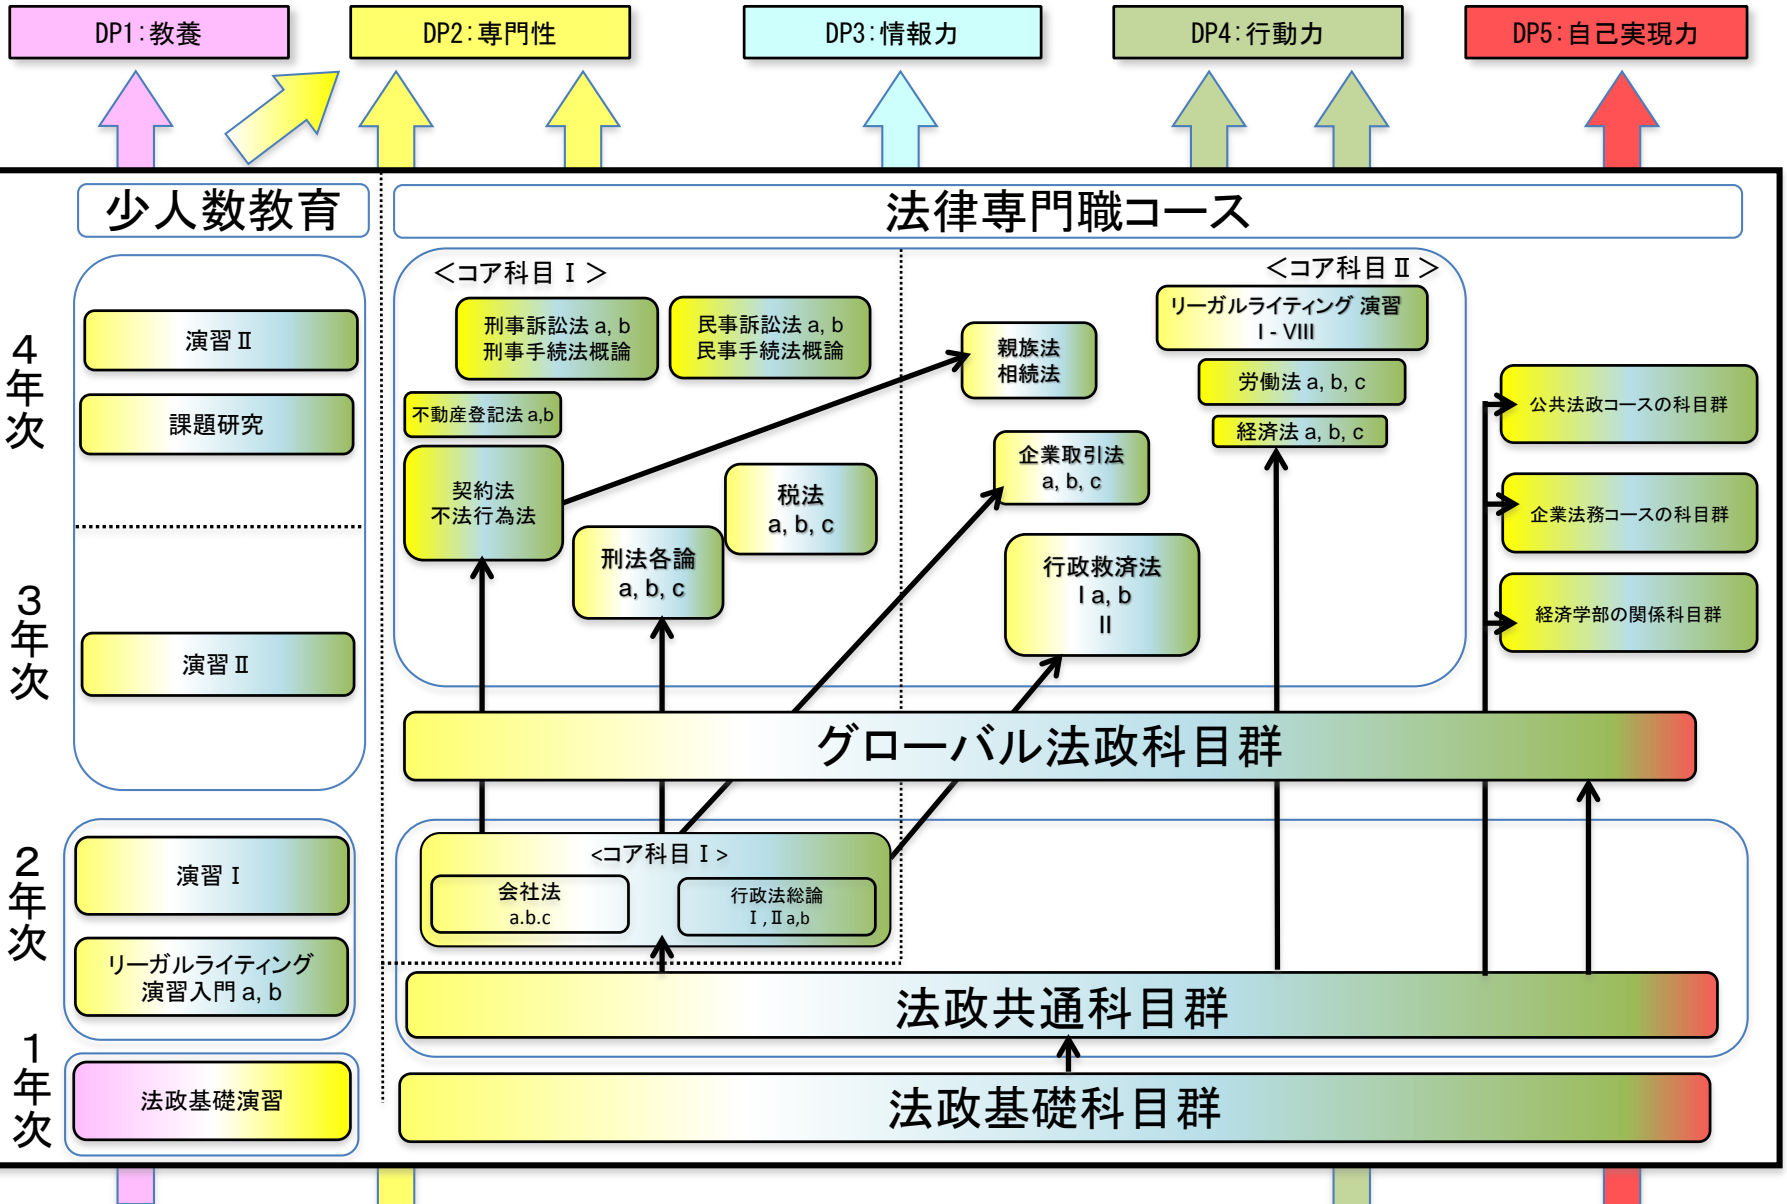 DP1:教養
DP2:専門性
DP3:情報力
DP4:行動力
DP5:自己実現力
少人数教育
法律専門職コース
4年次
3年次
2年次
1年次
演習Ⅱ
課題研究
演習Ⅱ
演習Ⅰ
リーガルライティング
演習入門 a, b
法政基礎演習
＜コア科目Ⅰ＞
刑事訴訟法 a, b
刑事手続法概論
民事訴訟法 a, b
民事手続法概論
不動産登記法 a,b
契約法
不法行為法
税法
a, b, c
刑法各論
a, b, c
＜コア科目Ⅱ＞
リーガルライティング 演習
I - VIII
親族法
相続法
労働法 a, b, c
経済法 a, b, c
企業取引法
a, b, c
行政救済法
I a, b
II
公共法政コースの科目群
企業法務コースの科目群
経済学部の関係科目群
グローバル法政科目群
<コア科目Ⅰ>
会社法
a.b.c
行政法総論
Ⅰ,Ⅱa,b
法政共通科目群
法政基礎科目群